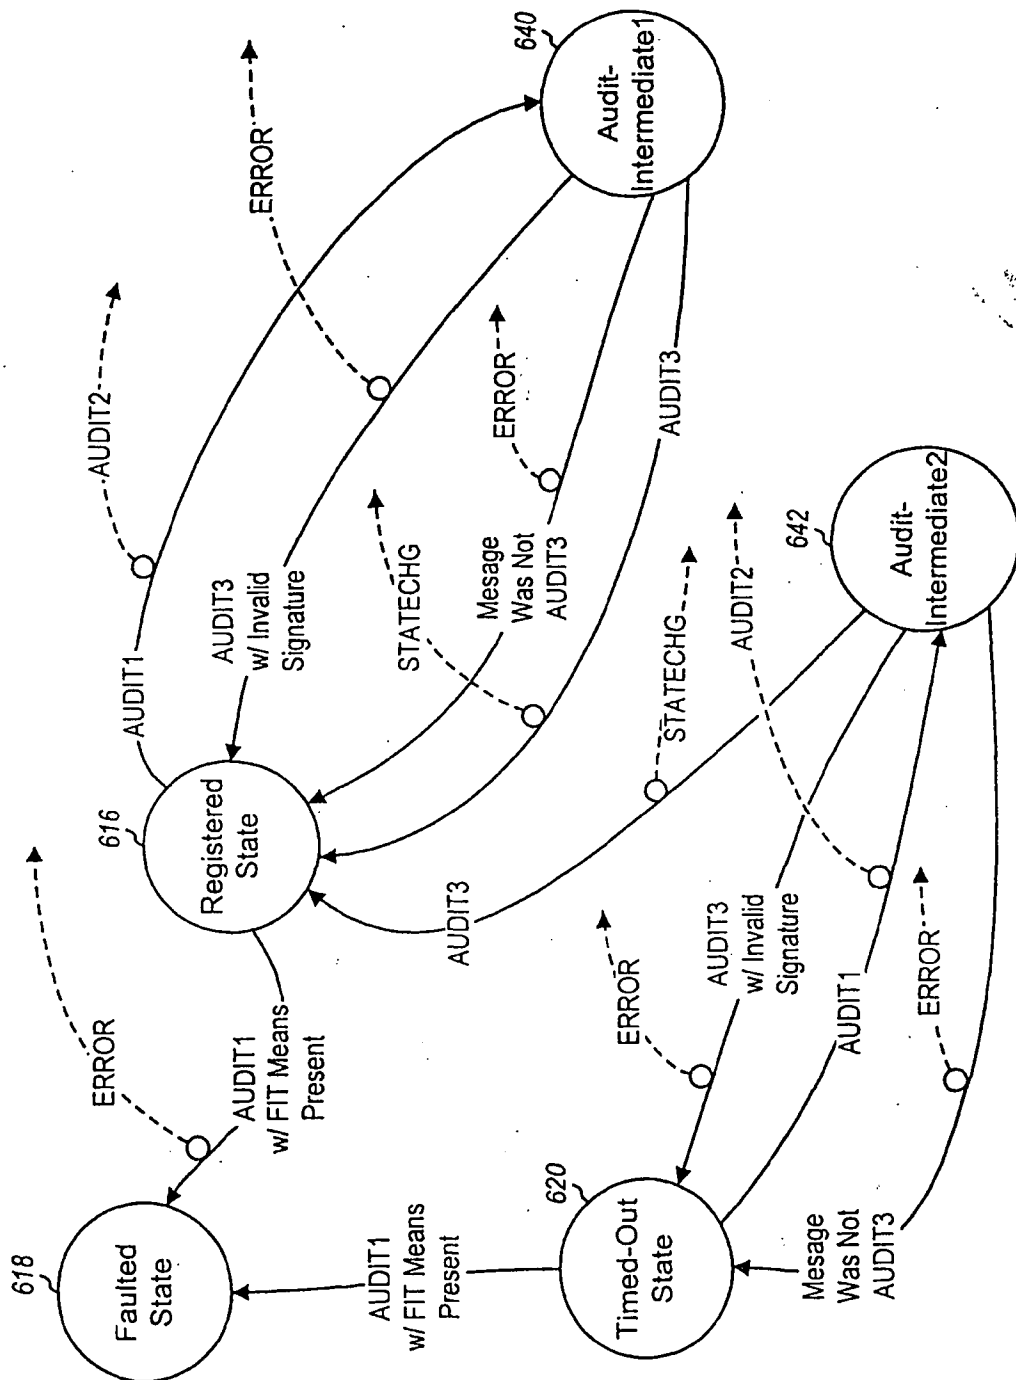 618
Faulted
State
ERROR
AUDIT1
w/ FIT Means
Present
616
Registered
State
AUDIT1
AUDIT2
AUDIT3
w/ Invalid
Signature
ERROR
640
Audit-
Intermediate1
STATECHG
Mesage
Was Not
AUDIT3
ERROR
AUDIT3
AUDIT1
w/ FIT Means
Present
620
Timed-Out
State
ERROR
AUDIT3
w/ Invalid
Signature
AUDIT3
STATECHG
AUDIT2
642
Audit-
Intermediate2
AUDIT1
Message
Was Not
AUDIT3
ERROR